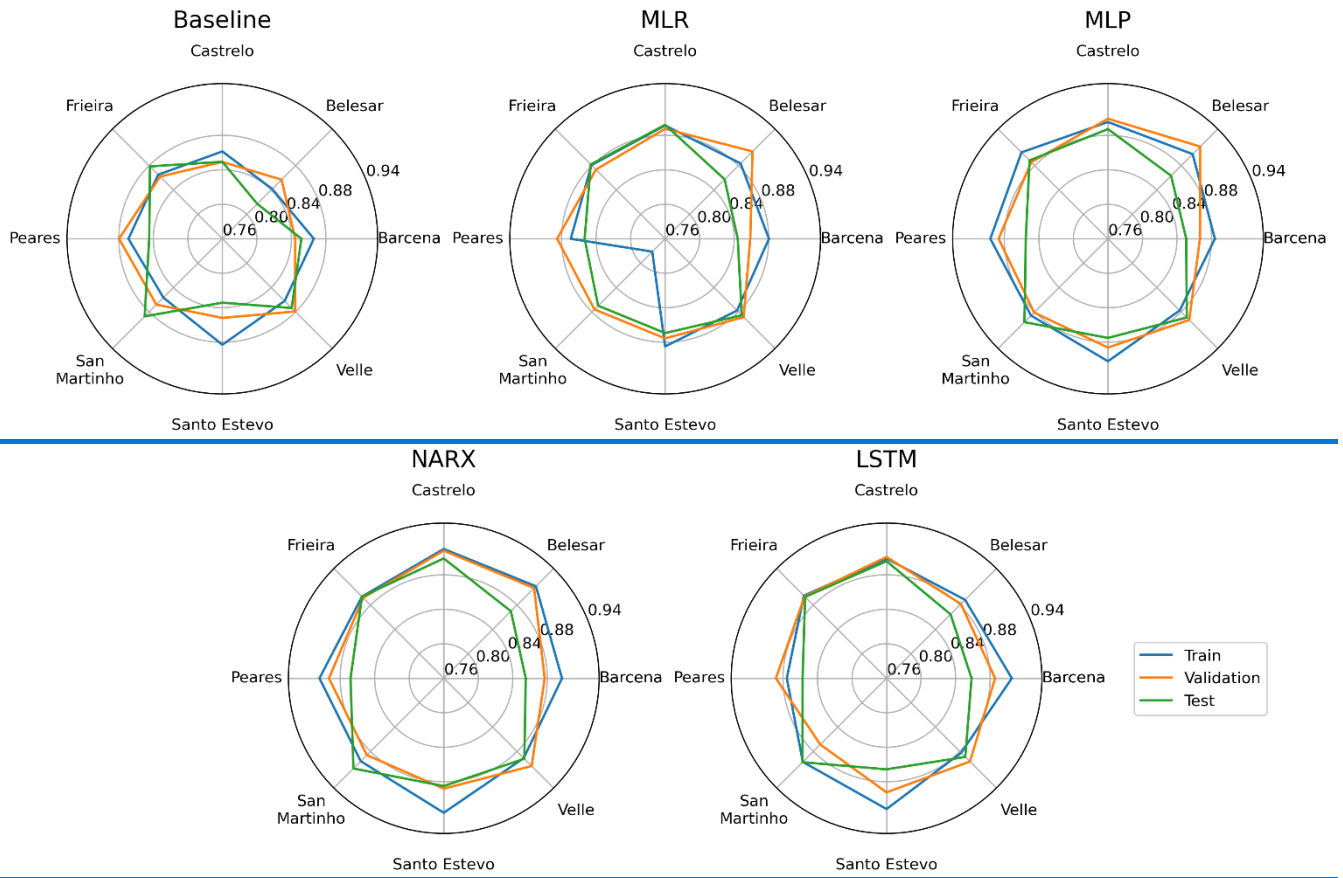 Baseline
Castrelo
Frieira
Belesar
0.94
0.88
0.84
0.80
0.76
Peares
Barcena
San
Martinho
Velle
Santo Estevo
MLR
Castrelo
Frieira
Belesar
0.94
0.88
0.84
0.80
0.76
Peares
Barcena
San
Martinho
Velle
Santo Estevo
MLP
Castrelo
Frieira
Belesar
0.94
0.88
0.84
0.80
0.76
Peares
Barcena
San
Martinho
Velle
Santo Estevo
NARX
Castrelo
Frieira
Belesar
0.94
0.88
0.84
0.80
0.76
Peares
Barcena
San
Martinho
Velle
Santo Estevo
LSTM
Castrelo
Frieira
Belesar
0.94
0.88
0.84
0.80
0.76
Peares
Barcena
San
Martinho
Velle
Santo Estevo
Train
Validation
Test